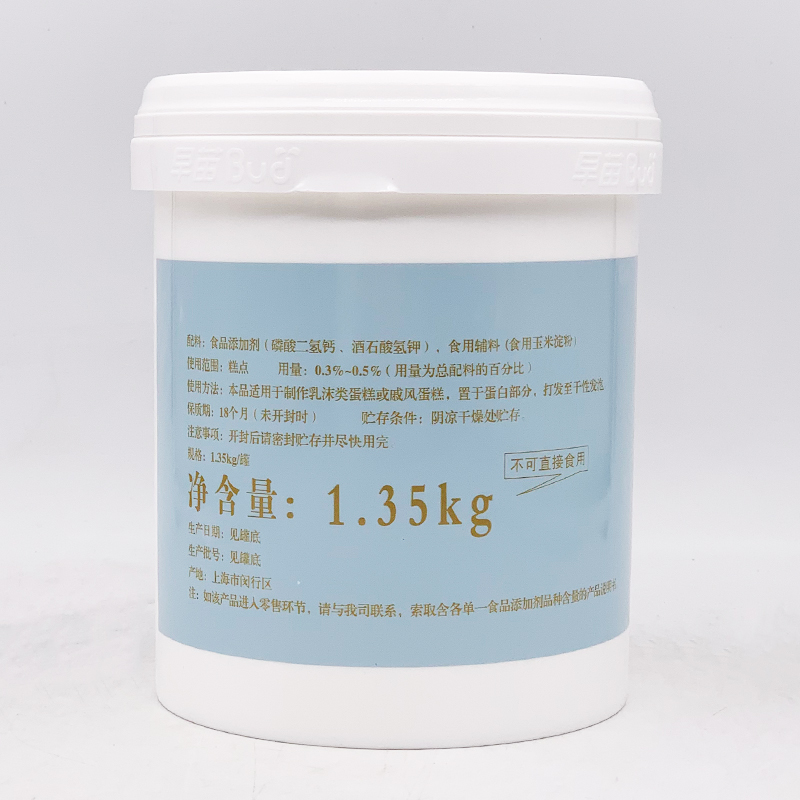 早苗Bud
早苗Bud
配料：食品添加剂（磷酸二氢钙、酒石酸氢钾），食用辅料（食用玉米淀粉）
使用范围：糕点 用量：0.3%~0.5%（用量为总配料的百分比）
使用方法：本品适用于制作乳沫类蛋糕或戚风蛋糕，置于蛋白部分，打发至干性发泡
保质期：18个月（未开封时） 贮存条件：阴凉干燥处贮存
注意事项：开封后请密封贮存并尽快用完
规格：1.35kg/罐
不可直接食用
净含量：1.35kg
生产日期：见罐底
生产批号：见罐底
产地：上海市闵行区
注：如该产品进入零售环节，请与我司联系，索取含各单一食品添加剂品种含量的产品说明